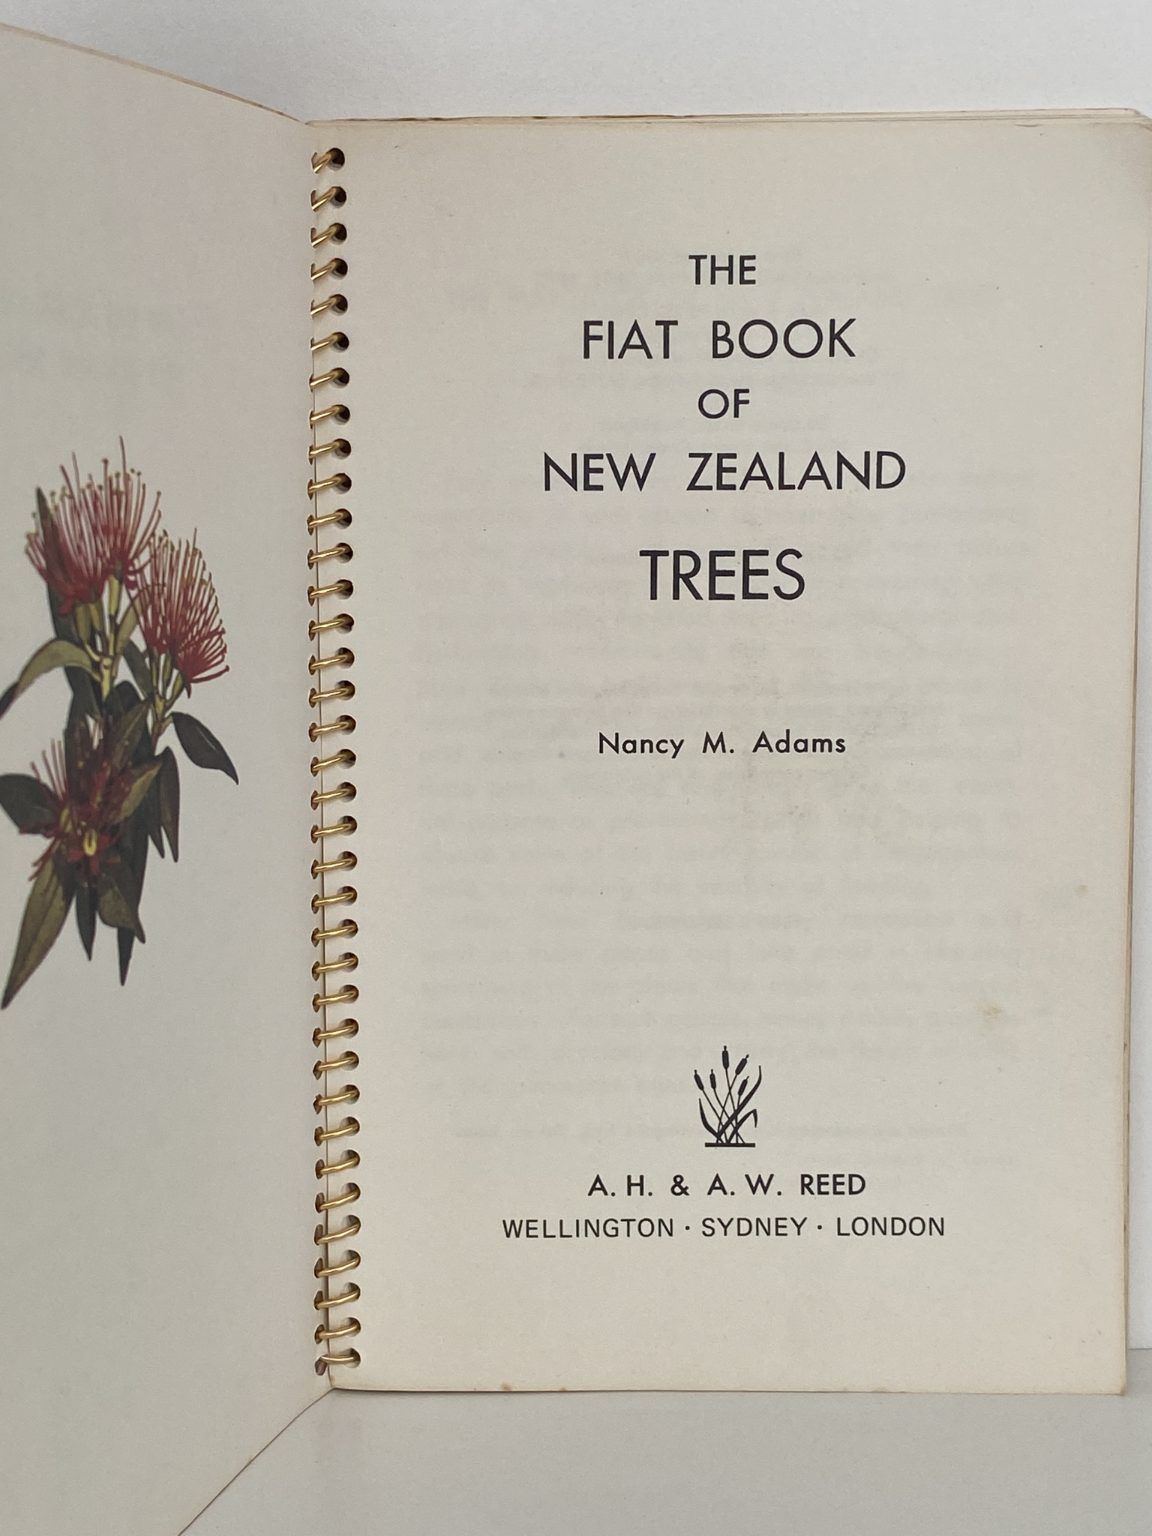 THE
FIAT BOOK
OF
NEW ZEALAND
TREES
Nancy M. Adams
A. H. & A. W. REED
WELLINGTON · SYDNEY · LONDON